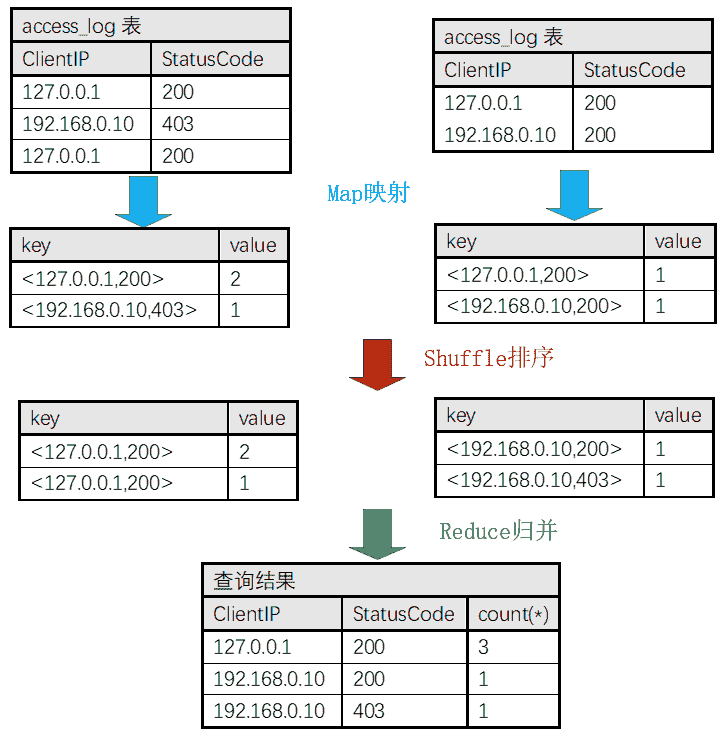 access_log 表
ClientIP StatusCode
127.0.0.1 200
192.168.0.10 403
127.0.0.1 200
access_log 表
ClientIP StatusCode
127.0.0.1 200
192.168.0.10 200
Map映射
key value
<127.0.0.1,200> 2
<192.168.0.10,403> 1
key value
<127.0.0.1,200> 1
<192.168.0.10,200> 1
Shuffle排序
key value
<127.0.0.1,200> 2
<127.0.0.1,200> 1
key value
<192.168.0.10,200> 1
<192.168.0.10,403> 1
Reduce归并
查询结果
ClientIP StatusCode count(*)
127.0.0.1 200 3
192.168.0.10 200 1
192.168.0.10 403 1